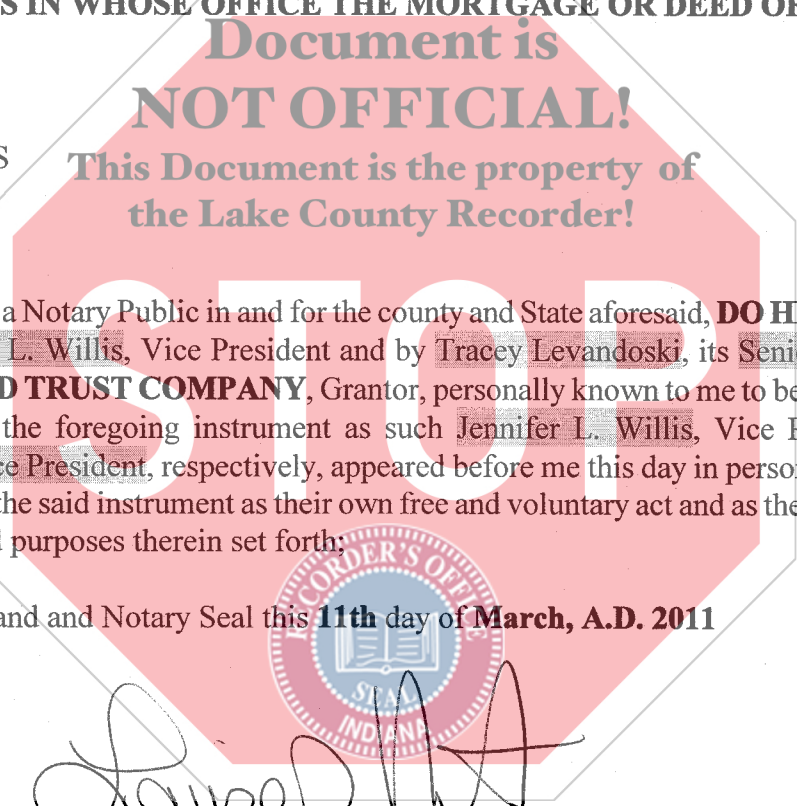 S IN WHOSE OFFICE THE MORTGAGE OR DEED OF
Document is
NOT OFFICIAL!
This Document is the property of
the Lake County Recorder!
S
STOP
a Notary Public in and for the county and State aforesaid, DO H
L. Willis, Vice President and by Tracey Levandoski, its Seni
D TRUST COMPANY, Grantor, personally known to me to be
the foregoing instrument as such Jennifer L. Willis, Vice P
ce President, respectively, appeared before me this day in person
the said instrument as their own free and voluntary act and as the
purposes therein set forth;
RECORDER'S OFFICE
SEAL
INDIANA
and and Notary Seal this 11th day of March, A.D. 2011